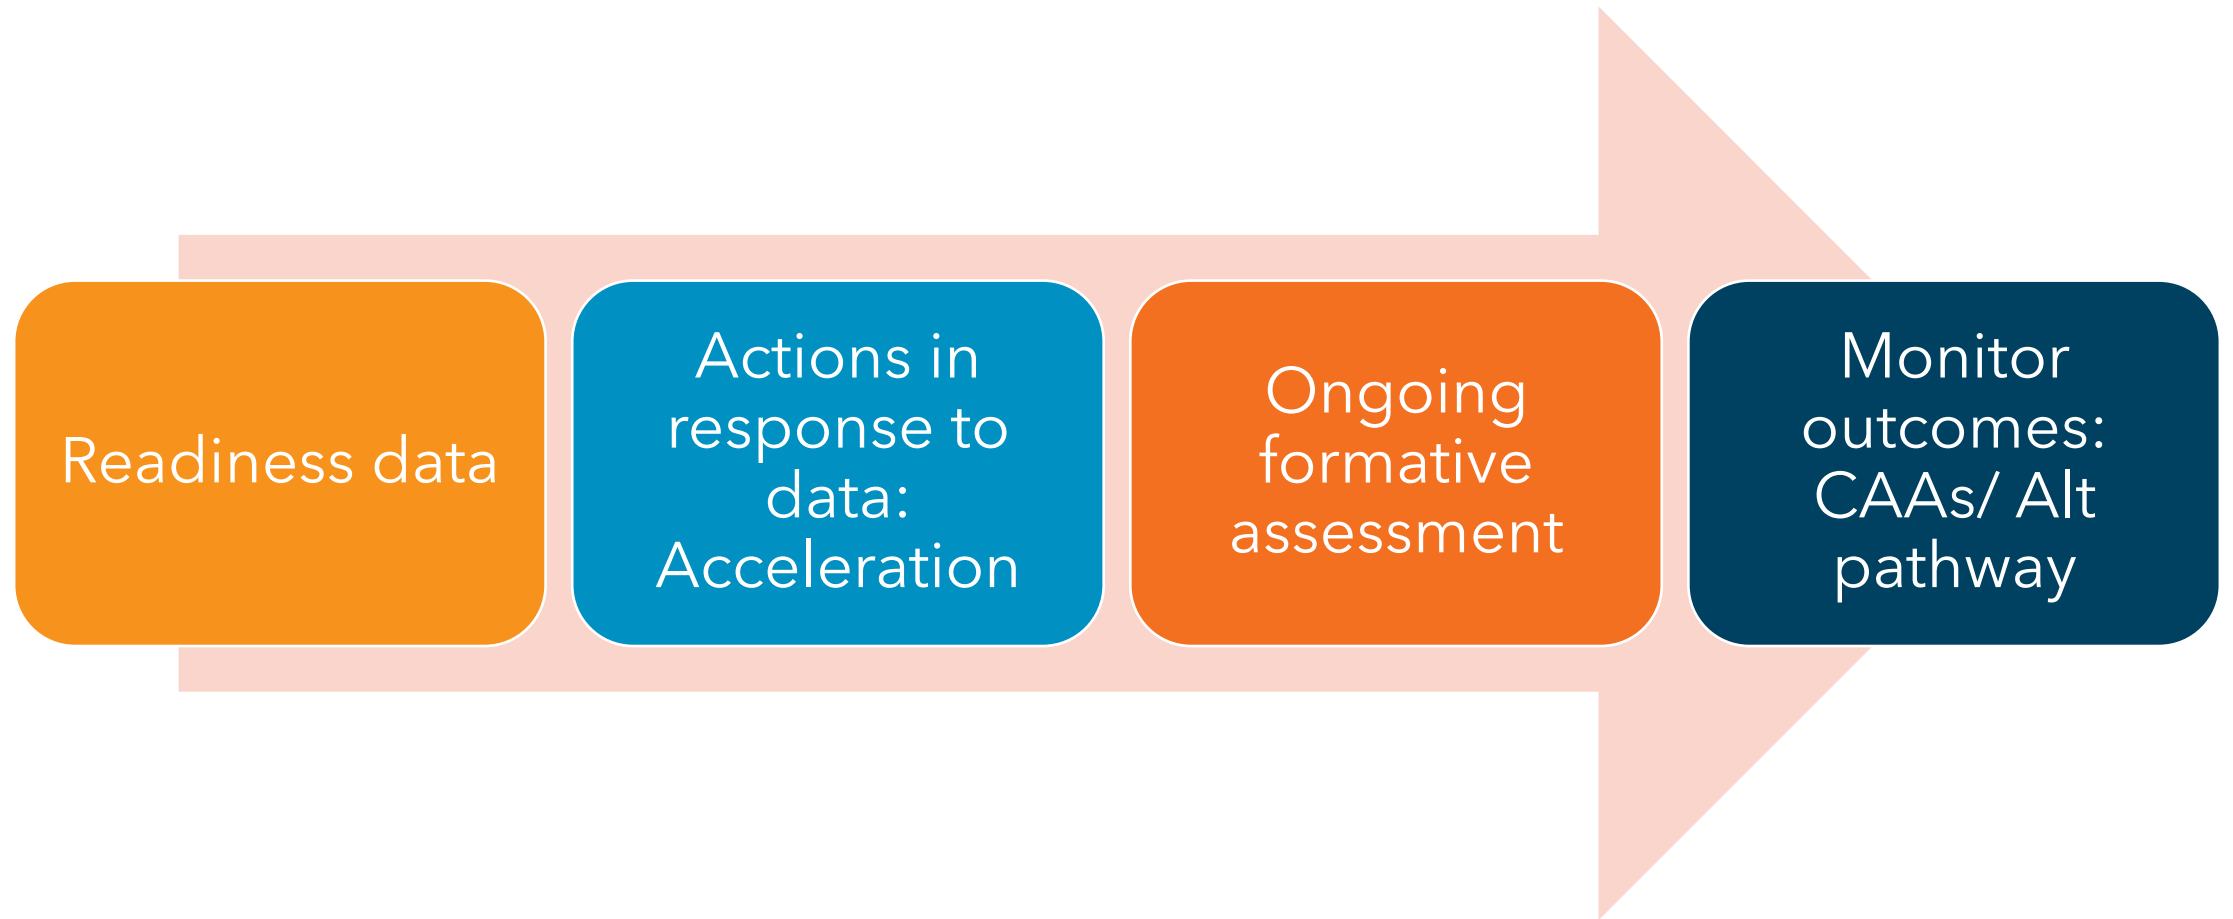 Readiness data
Actions in
response to
data:
Acceleration
Ongoing
formative
assessment
Monitor
outcomes:
CAAs/ Alt
pathway